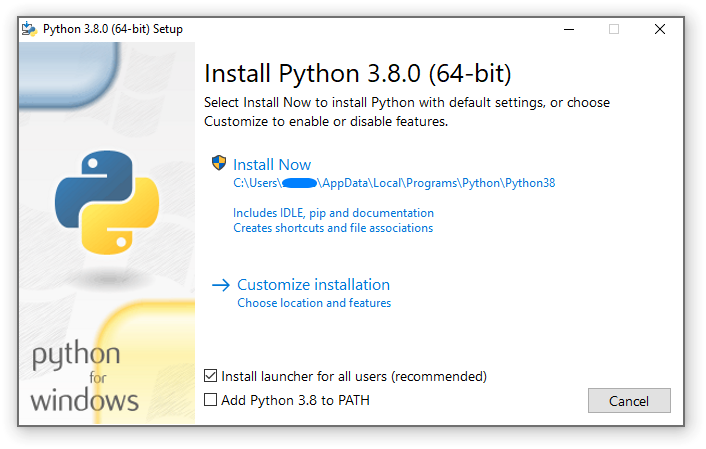 Python 3.8.0 (64-bit) Setup
Install Python 3.8.0 (64-bit)
Select Install Now to install Python with default settings, or choose
Customize to enable or disable features.
Install Now
C:\Users\ \AppData\Local\Programs\Python\Python38
Includes IDLE, pip and documentation
Creates shortcuts and file associations
Customize installation
Choose location and features
python
for
windows
Install launcher for all users (recommended)
Add Python 3.8 to PATH
Cancel